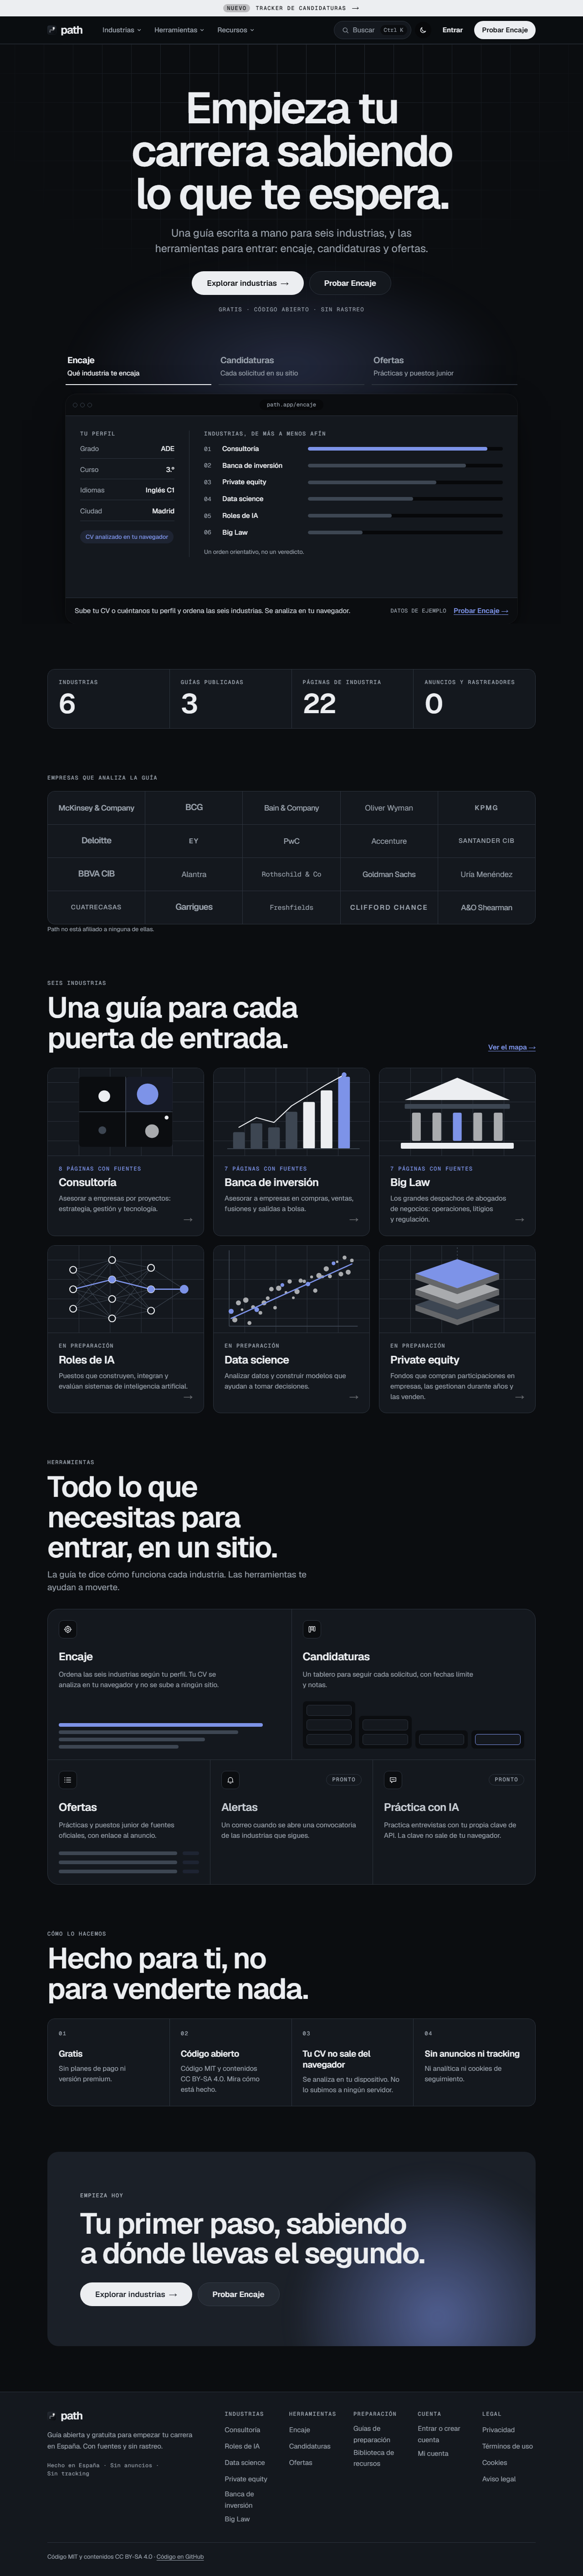 NUEVO TRACKER DE CANDIDATURAS →
path Industrias Herramientas Recursos Buscar Ctrl K Entrar Probar Encaje
Empieza tu
carrera sabiendo
lo que te espera.
Una guía escrita a mano para seis industrias, y las
herramientas para entrar: encaje, candidaturas y ofertas.
Explorar industrias → Probar Encaje
GRATIS · CÓDIGO ABIERTO · SIN RASTREO
Encaje
Qué industria te encaja
Candidaturas
Cada solicitud en su sitio
Ofertas
Prácticas y puestos junior
path.app/encaje
TU PERFIL
Grado ADE
Curso 3.º
Idiomas Inglés C1
Ciudad Madrid
CV analizado en tu navegador
INDUSTRIAS, DE MÁS A MENOS AFÍN
01 Consultoría
02 Banca de inversión
03 Private equity
04 Data science
05 Roles de IA
06 Big Law
Un orden orientativo, no un veredicto.
Sube tu CV o cuéntanos tu perfil y ordena las seis industrias. Se analiza en tu navegador.
DATOS DE EJEMPLO Probar Encaje →
INDUSTRIAS
6
GUÍAS PUBLICADAS
3
PÁGINAS DE INDUSTRIA
22
ANUNCIOS Y RASTREADORES
0
EMPRESAS QUE ANALIZA LA GUÍA
McKinsey & Company BCG Bain & Company Oliver Wyman KPMG
Deloitte EY PwC Accenture SANTANDER CIB
BBVA CIB Alantra Rothschild & Co Goldman Sachs Uría Menéndez
CUATRECASAS Garrigues Freshfields CLIFFORD CHANCE A&O Shearman
Path no está afiliado a ninguna de ellas.
SEIS INDUSTRIAS
Una guía para cada
puerta de entrada.
Ver el mapa →
8 PÁGINAS CON FUENTES
Consultoría
Asesorar a empresas por proyectos:
estrategia, gestión y tecnología.
→
7 PÁGINAS CON FUENTES
Banca de inversión
Asesorar a empresas en compras, ventas,
fusiones y salidas a bolsa.
→
7 PÁGINAS CON FUENTES
Big Law
Los grandes despachos de abogados
de negocios: operaciones, litigios
y regulación.
→
EN PREPARACIÓN
Roles de IA
Puestos que construyen, integran y
evalúan sistemas de inteligencia artificial.
→
EN PREPARACIÓN
Data science
Analizar datos y construir modelos que
ayudan a tomar decisiones.
→
EN PREPARACIÓN
Private equity
Fondos que compran participaciones en
empresas, las gestionan durante años y
las venden.
→
HERRAMIENTAS
Todo lo que
necesitas para
entrar, en un sitio.
La guía te dice cómo funciona cada industria. Las herramientas te
ayudan a moverte.
Encaje
Ordena las seis industrias según tu perfil. Tu CV se
analiza en tu navegador y no se sube a ningún sitio.
Candidaturas
Un tablero para seguir cada solicitud, con fechas límite
y notas.
Ofertas
Prácticas y puestos junior de fuentes
oficiales, con enlace al anuncio.
PRONTO
Alertas
Un correo cuando se abre una convocatoria
de las industrias que sigues.
PRONTO
Práctica con IA
Practica entrevistas con tu propia clave de
API. La clave no sale de tu navegador.
CÓMO LO HACEMOS
Hecho para ti, no
para venderte nada.
01
Gratis
Sin planes de pago ni
versión premium.
02
Código abierto
Código MIT y contenidos
CC BY-SA 4.0. Mira cómo
está hecho.
03
Tu CV no sale del
navegador
Se analiza en tu dispositivo. No
lo subimos a ningún servidor.
04
Sin anuncios ni tracking
Ni analítica ni cookies de
seguimiento.
EMPIEZA HOY
Tu primer paso, sabiendo
a dónde llevas el segundo.
Explorar industrias → Probar Encaje
path
Guía abierta y gratuita para empezar tu carrera
en España. Con fuentes y sin rastreo.
Hecho en España · Sin anuncios ·
Sin tracking
INDUSTRIAS
Consultoría
Roles de IA
Data science
Private equity
Banca de
inversión
Big Law
HERRAMIENTAS
Encaje
Candidaturas
Ofertas
PREPARACIÓN
Guías de
preparación
Biblioteca de
recursos
CUENTA
Entrar o crear
cuenta
Mi cuenta
LEGAL
Privacidad
Términos de uso
Cookies
Aviso legal
Código MIT y contenidos CC BY-SA 4.0 · Código en GitHub